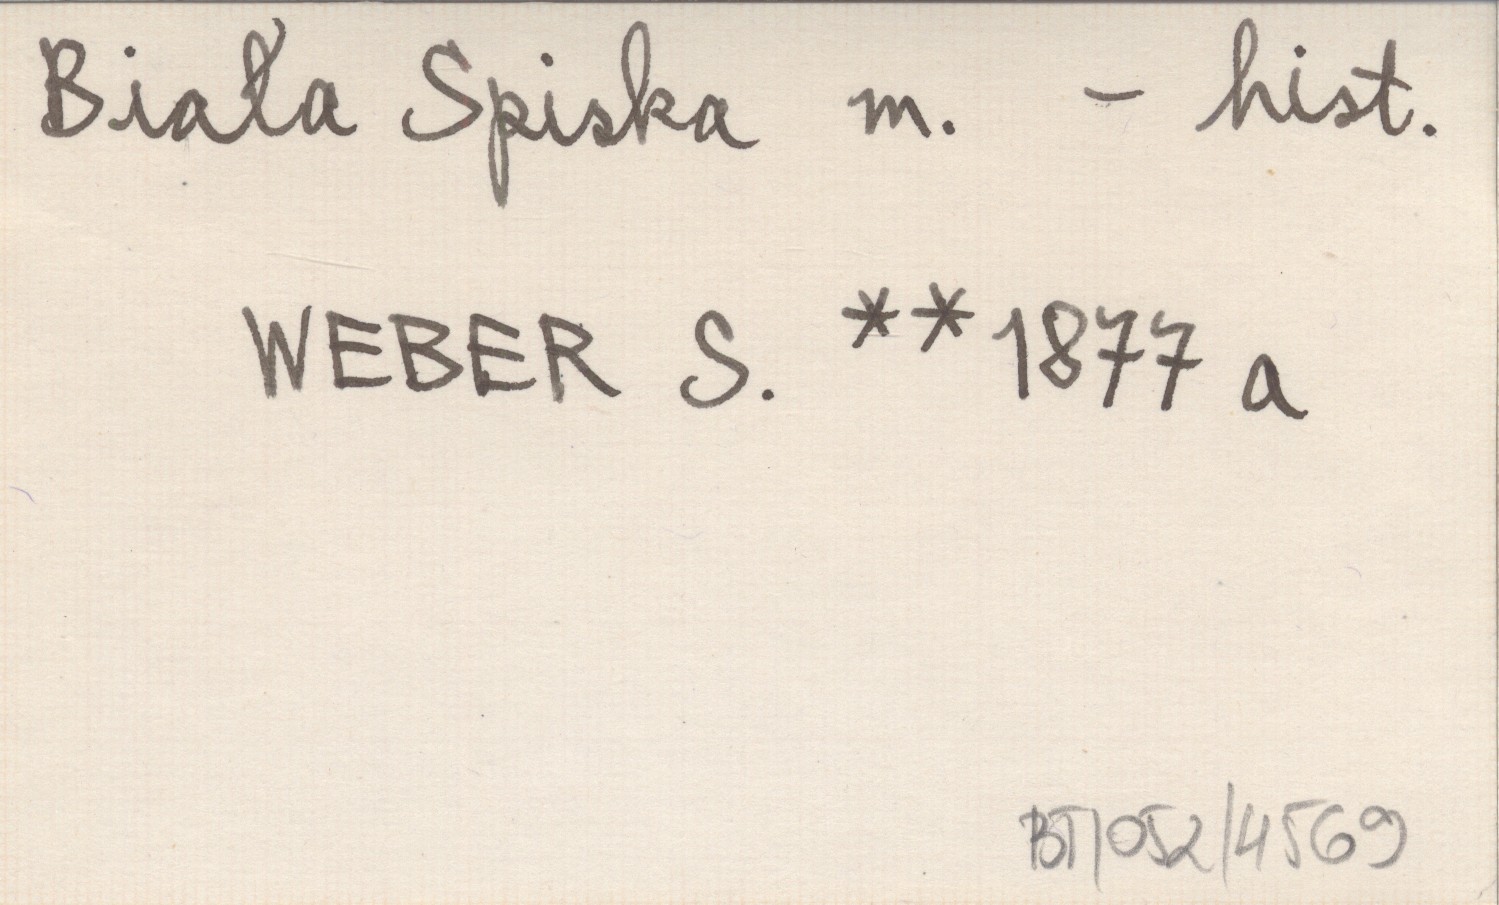 Biała Spiska m. - hist.
WEBER S. **1877 a
BT/052/4569